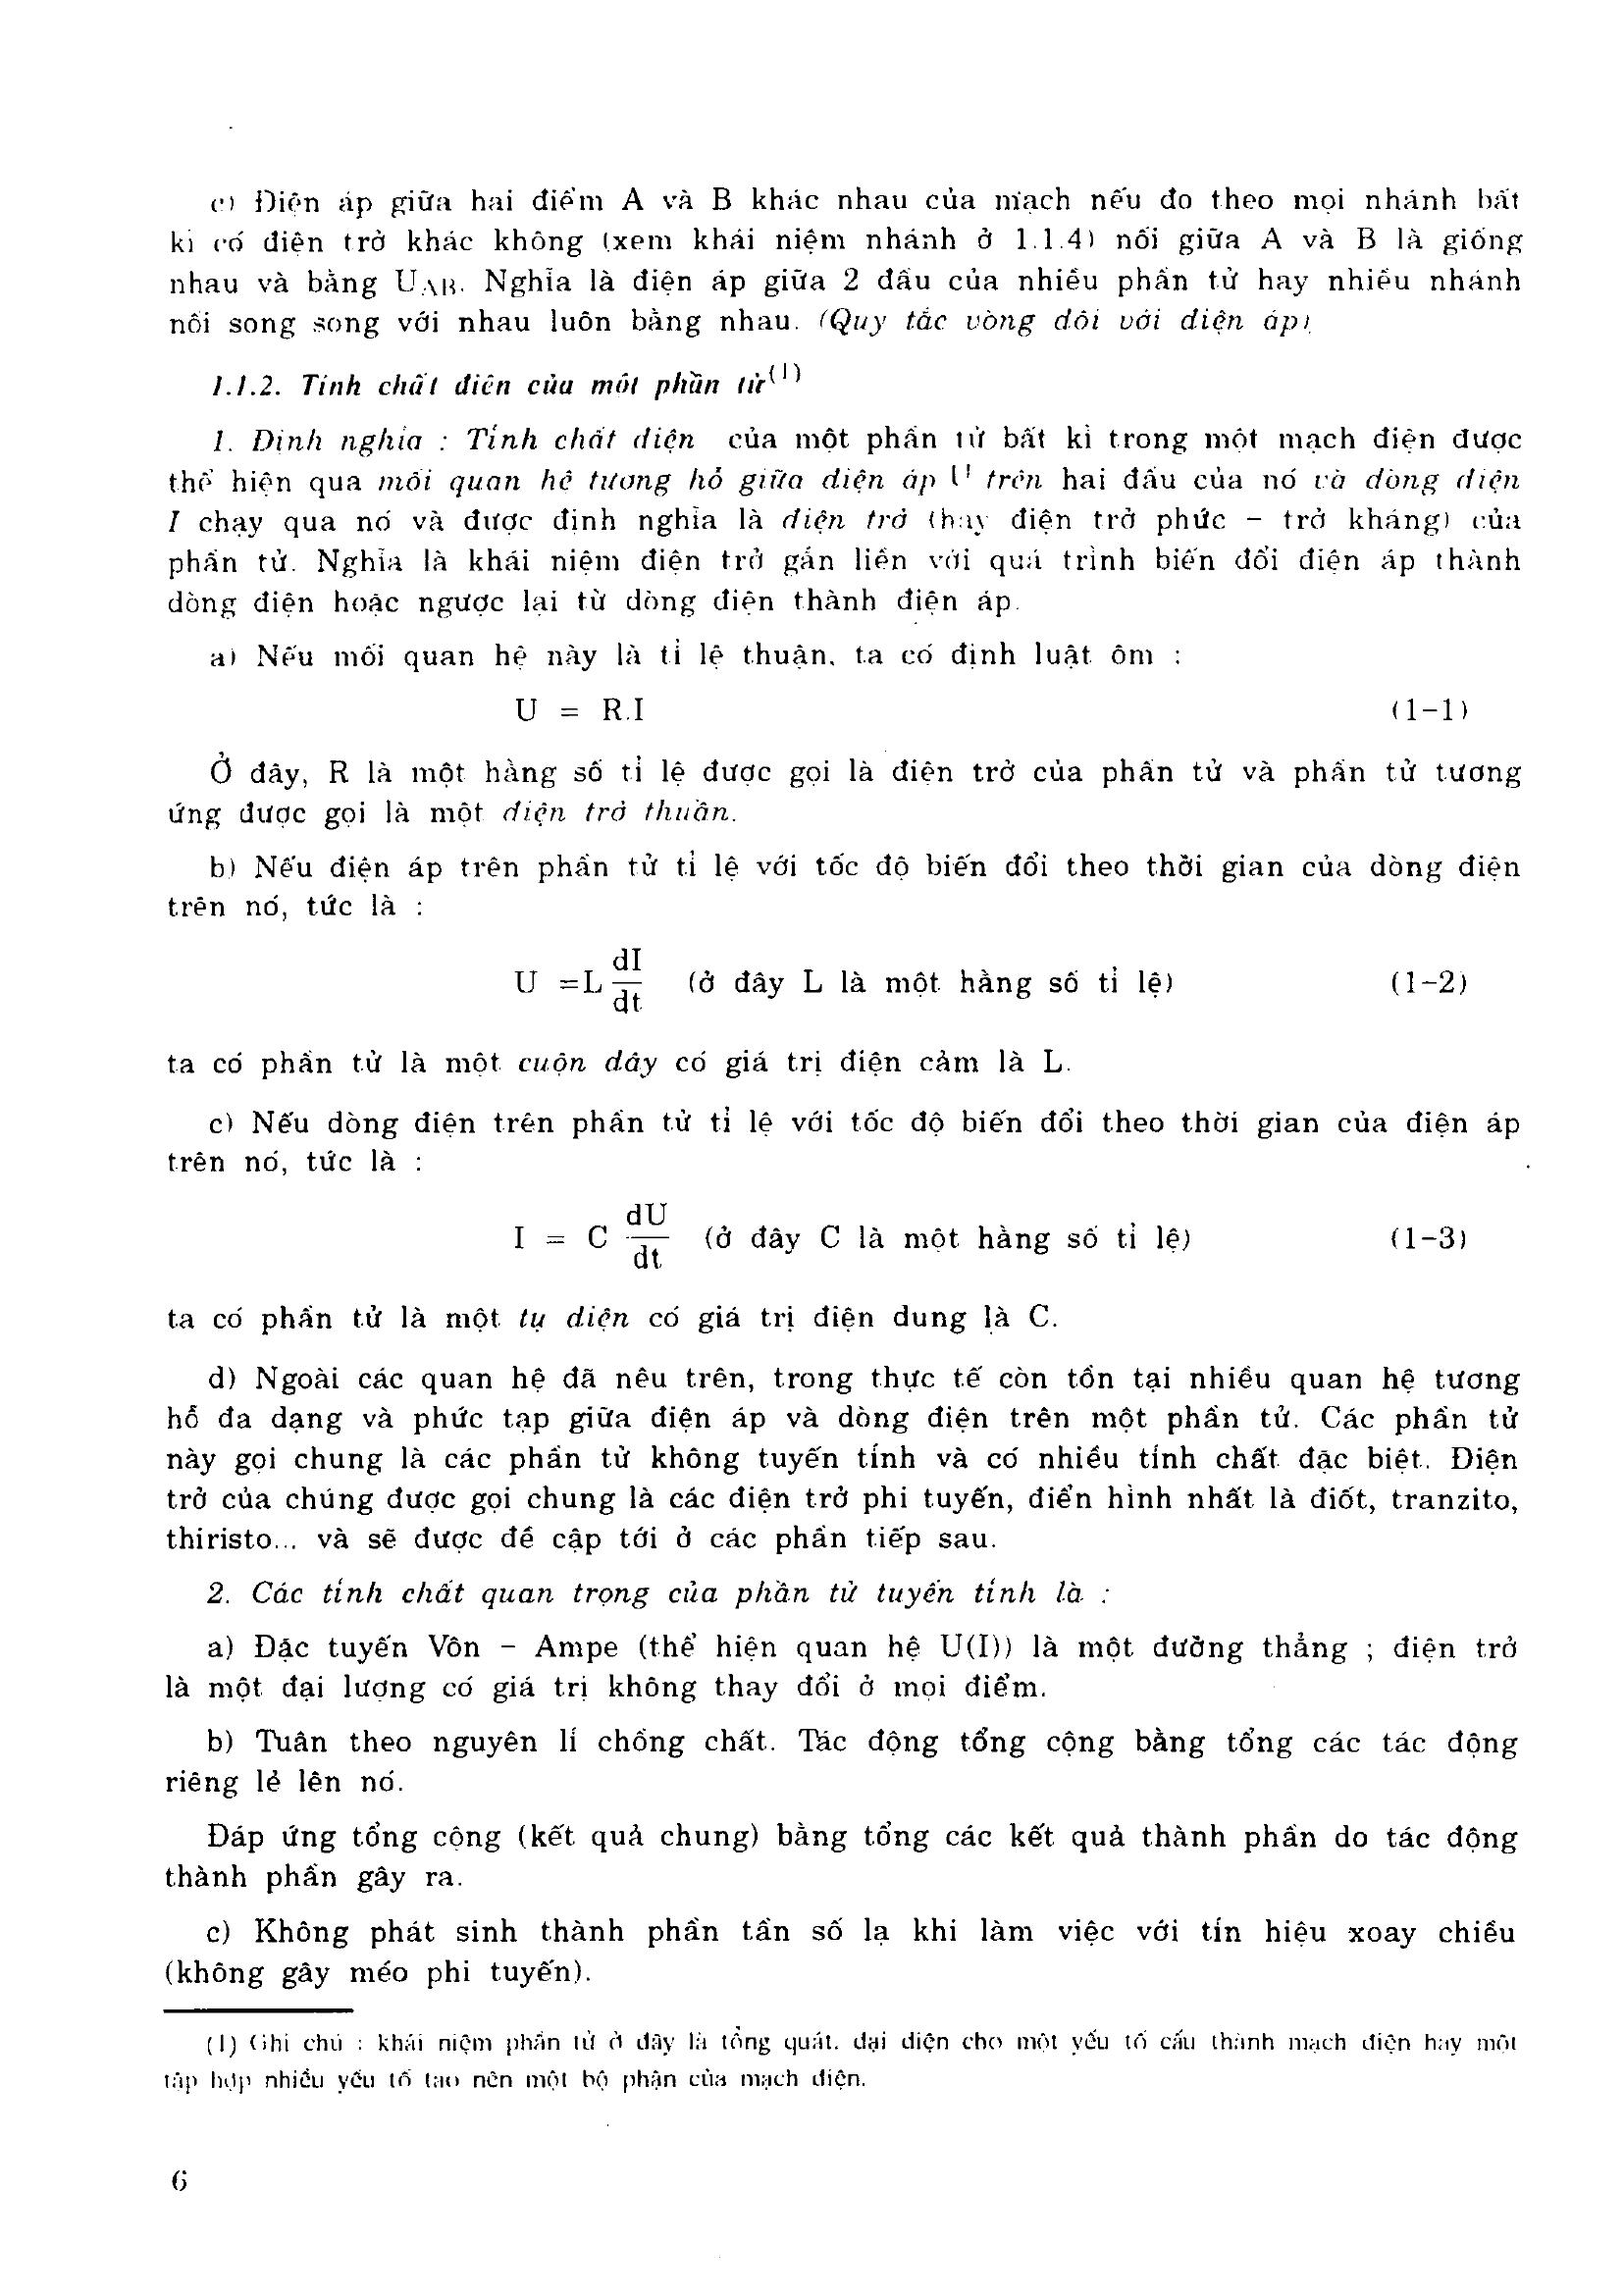 c) Điện áp giữa hai điểm A và B khác nhau của mạch nếu đo theo mọi nhánh bất
kì có điện trở khác không (xem khái niệm nhánh ở 1.1.4) nối giữa A và B là giống
nhau và bằng U_AB. Nghĩa là điện áp giữa 2 đầu của nhiều phần tử hay nhiều nhánh
nối song song với nhau luôn bằng nhau. (Quy tắc vòng đối với điện áp)
1.1.2. Tính chất điện của một phần tử(1)
1. Định nghĩa : Tính chất điện của một phần tử bất kì trong một mạch điện được
thể hiện qua mối quan hệ tương hỗ giữa điện áp U trên hai đầu của nó và dòng điện
I chạy qua nó và được định nghĩa là điện trở (hay điện trở phức - trở kháng) của
phần tử. Nghĩa là khái niệm điện trở gắn liền với quá trình biến đổi điện áp thành
dòng điện hoặc ngược lại từ dòng điện thành điện áp.
a) Nếu mối quan hệ này là tỉ lệ thuận, ta có định luật ôm :
U = R.I (1-1)
Ở đây, R là một hằng số tỉ lệ được gọi là điện trở của phần tử và phần tử tương
ứng được gọi là một điện trở thuần.
b) Nếu điện áp trên phần tử tỉ lệ với tốc độ biến đổi theo thời gian của dòng điện
trên nó, tức là :
U =L dI/dt (ở đây L là một hằng số tỉ lệ) (1-2)
ta có phần tử là một cuộn dây có giá trị điện cảm là L.
c) Nếu dòng điện trên phần tử tỉ lệ với tốc độ biến đổi theo thời gian của điện áp
trên nó, tức là :
I = C dU/dt (ở đây C là một hằng số tỉ lệ) (1-3)
ta có phần tử là một tụ điện có giá trị điện dung là C.
d) Ngoài các quan hệ đã nêu trên, trong thực tế còn tồn tại nhiều quan hệ tương
hỗ đa dạng và phức tạp giữa điện áp và dòng điện trên một phần tử. Các phần tử
này gọi chung là các phần tử không tuyến tính và có nhiều tính chất đặc biệt. Điện
trở của chúng được gọi chung là các điện trở phi tuyến, điển hình nhất là điốt, tranzito,
thiristo... và sẽ được đề cập tới ở các phần tiếp sau.
2. Các tính chất quan trọng của phần tử tuyến tính là :
a) Đặc tuyến Vôn - Ampe (thể hiện quan hệ U(I)) là một đường thẳng ; điện trở
là một đại lượng có giá trị không thay đổi ở mọi điểm.
b) Tuân theo nguyên lí chồng chất. Tác động tổng cộng bằng tổng các tác động
riêng lẻ lên nó.
Đáp ứng tổng cộng (kết quả chung) bằng tổng các kết quả thành phần do tác động
thành phần gây ra.
c) Không phát sinh thành phần tần số lạ khi làm việc với tín hiệu xoay chiều
(không gây méo phi tuyến).
(1) Ghi chú : khái niệm phần tử ở đây là tổng quát, đại diện cho một yếu tố cấu thành mạch điện hay một
tập hợp nhiều yếu tố tạo nên một bộ phận của mạch điện.
6